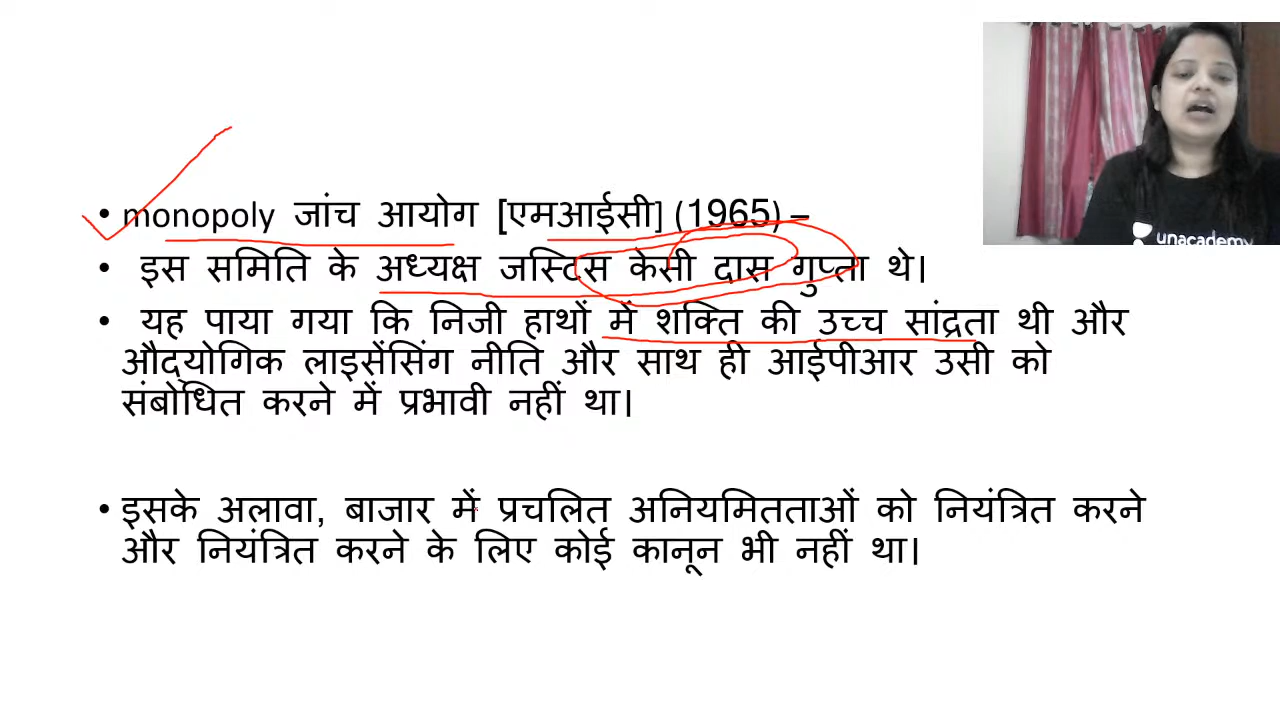 • monopoly जांच आयोग [एमआईसी] (1965) –
• इस समिति के अध्यक्ष जस्टिस केसी दास गुप्ता थे।
• यह पाया गया कि निजी हाथों में शक्ति की उच्च सांद्रता थी और
औद्योगिक लाइसेंसिंग नीति और साथ ही आईपीआर उसी को
संबोधित करने में प्रभावी नहीं था।
• इसके अलावा, बाजार में प्रचलित अनियमितताओं को नियंत्रित करने
और नियंत्रित करने के लिए कोई कानून भी नहीं था।
unacademy